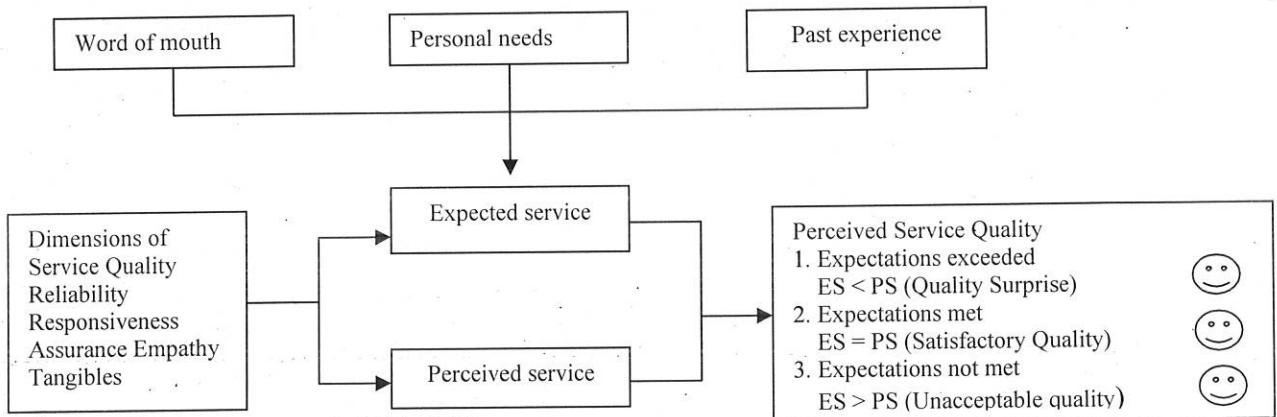 Word of mouth
Personal needs
Past experience
Expected service
Dimensions of
Service Quality
Reliability
Responsiveness
Assurance Empathy
Tangibles
Perceived service
Perceived Service Quality
1. Expectations exceeded
ES < PS (Quality Surprise)
2. Expectations met
ES = PS (Satisfactory Quality)
3. Expectations not met
ES > PS (Unacceptable quality)